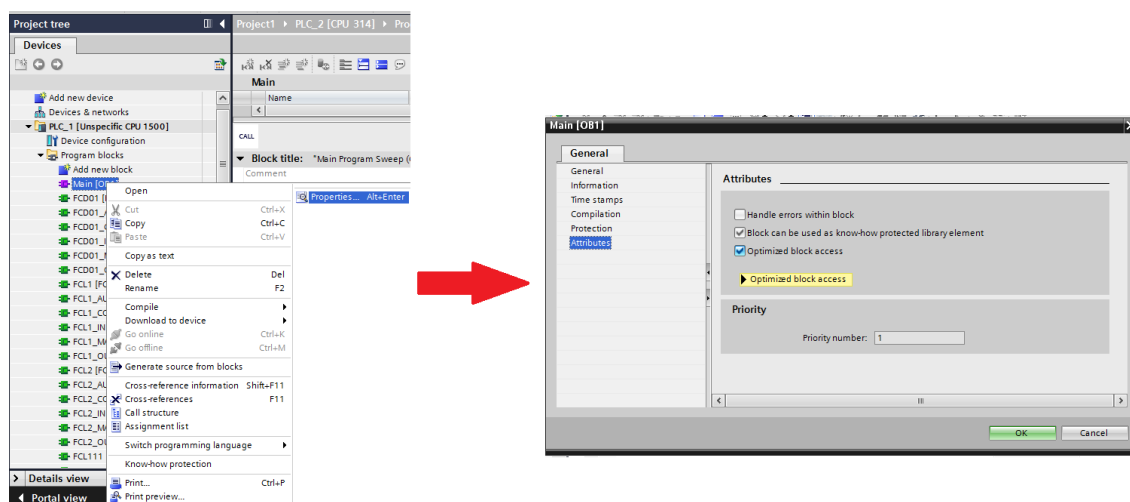 Project tree
Devices
Add new device
Devices & networks
PLC_1 [Unspecific CPU 1500]
Device configuration
Program blocks
Add new block
Main [OB1]
FCD01
FCD01_
FCD01_
FCD01_
FCD01_
FCD01_
FCL1 [FC
FCL1_AU
FCL1_CO
FCL1_IN
FCL1_M
FCL1_OU
FCL2 [FC
FCL2_AU
FCL2_CO
FCL2_IN
FCL2_M
FCL2_OU
FCL111
Details view
Portal view
Open
Cut Ctrl+X
Copy Ctrl+C
Paste Ctrl+V
Copy as text
Delete Del
Rename F2
Compile
Download to device
Go online Ctrl+K
Go offline Ctrl+M
Generate source from blocks
Cross-reference information Shift+F11
Cross-references F11
Call structure
Assignment list
Switch programming language
Know-how protection
Print... Ctrl+P
Print preview...
Properties... Alt+Enter
Project1 PLC_2 [CPU 314] Pro
Main
Name
CALL
Block title: "Main Program Sweep (
Comment
Main [OB1]
General
General
Information
Time stamps
Compilation
Protection
Attributes
Attributes
Handle errors within block
Block can be used as know-how protected library element
Optimized block access
Optimized block access
Priority
Priority number: 1
OK Cancel